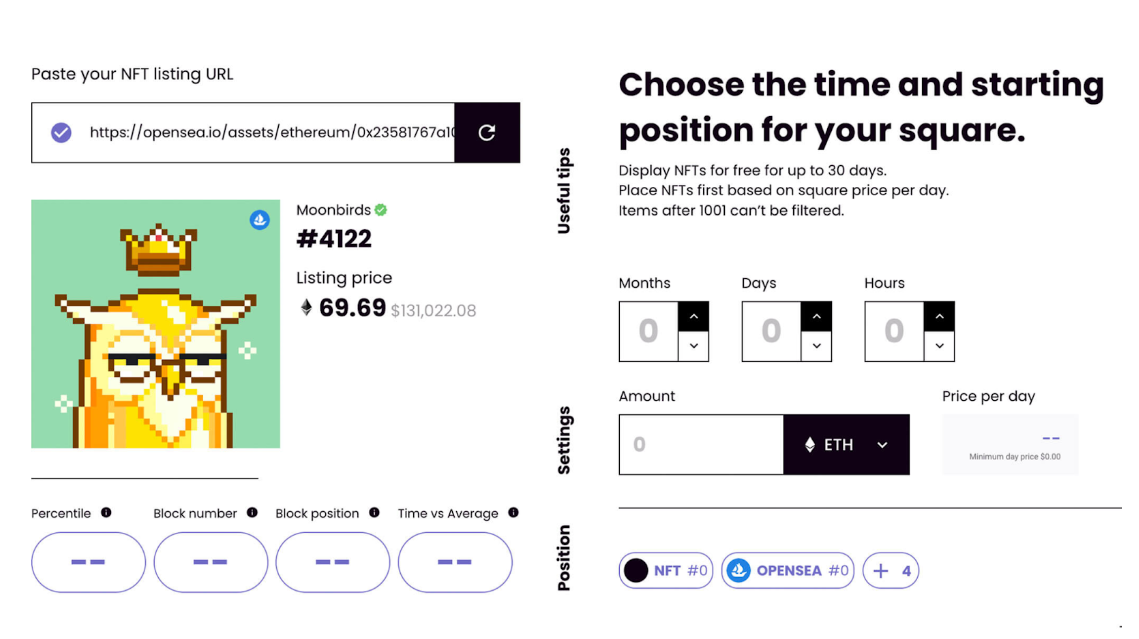 Paste your NFT listing URL
https://opensea.io/assets/ethereum/0x23581767a10
Moonbirds
#4122
Listing price
69.69 $131,022.08
Percentile
Block number
Block position
Time vs Average
--
--
--
--
Useful tips
Settings
Position
Choose the time and starting
position for your square.
Display NFTs for free for up to 30 days.
Place NFTs first based on square price per day.
Items after 1001 can’t be filtered.
Months
Days
Hours
0
0
0
Amount
Price per day
0
ETH
--
Minimum day price $0.00
NFT #0
OPENSEA #0
+ 4